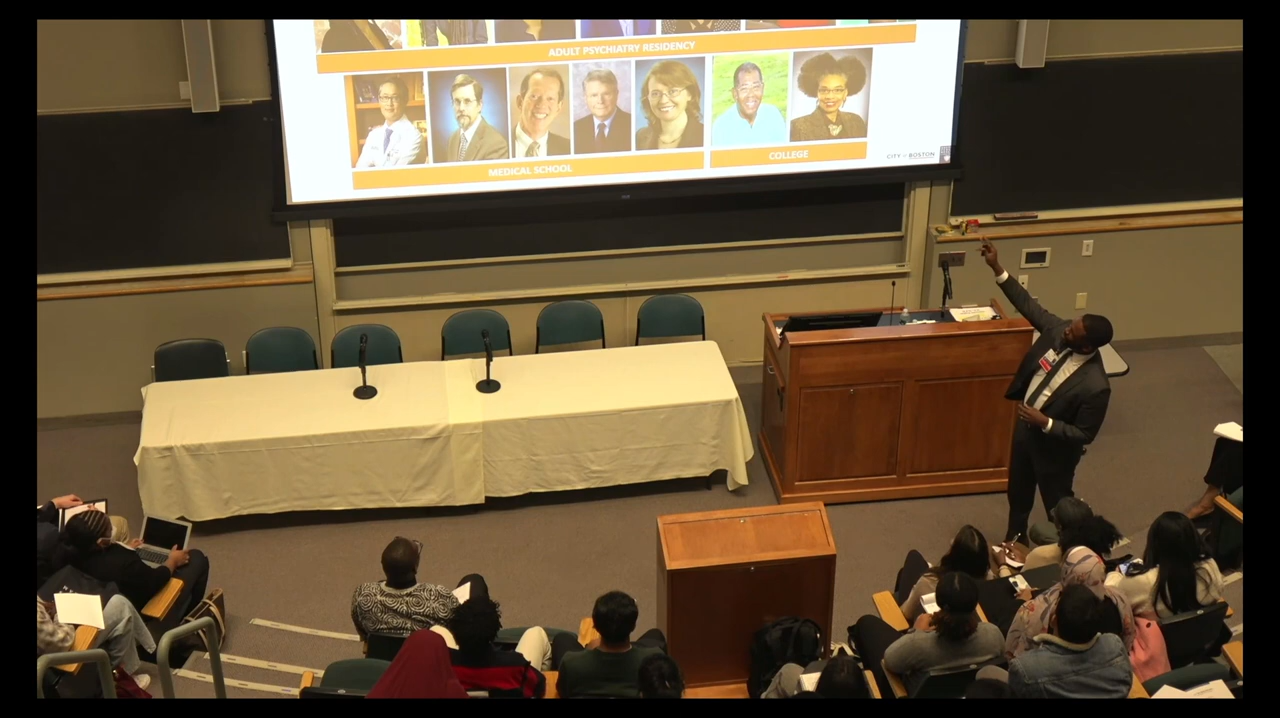 ADULT PSYCHIATRY RESIDENCY
MEDICAL SCHOOL
COLLEGE
CITY of BOSTON